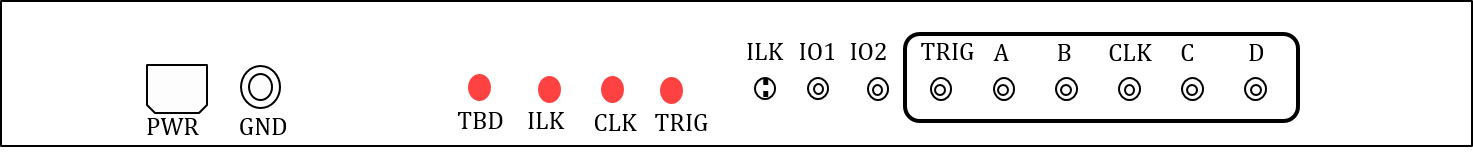 ILK IO1 IO2 TRIG A B CLK C D
PWR GND TBD ILK CLK TRIG